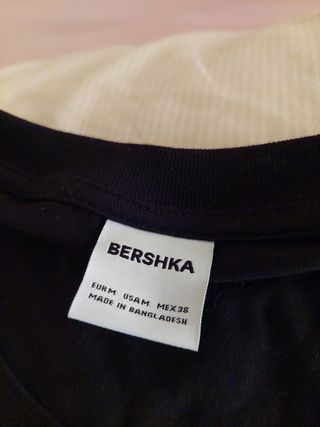 BERSHKA
EUR M USA M MEX 38
MADE IN BANGLADESH